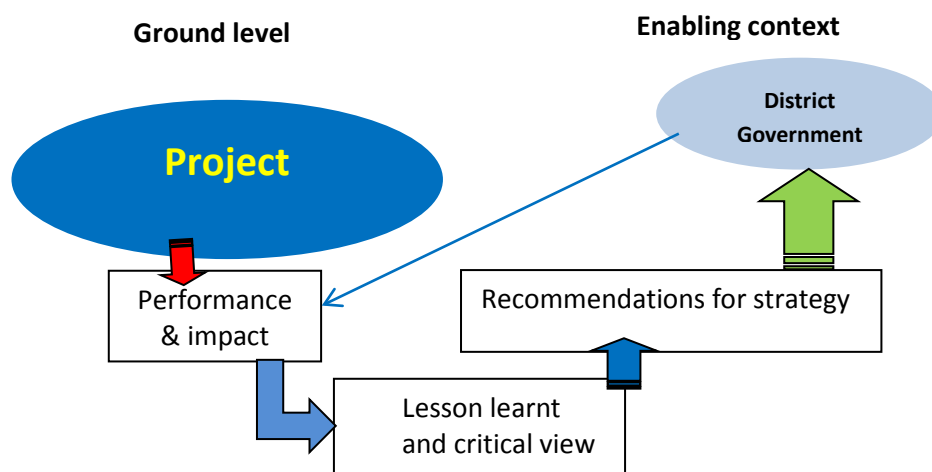 Ground level
Enabling context
District
Government
Project
Performance
& impact
Recommendations for strategy
Lesson learnt
and critical view